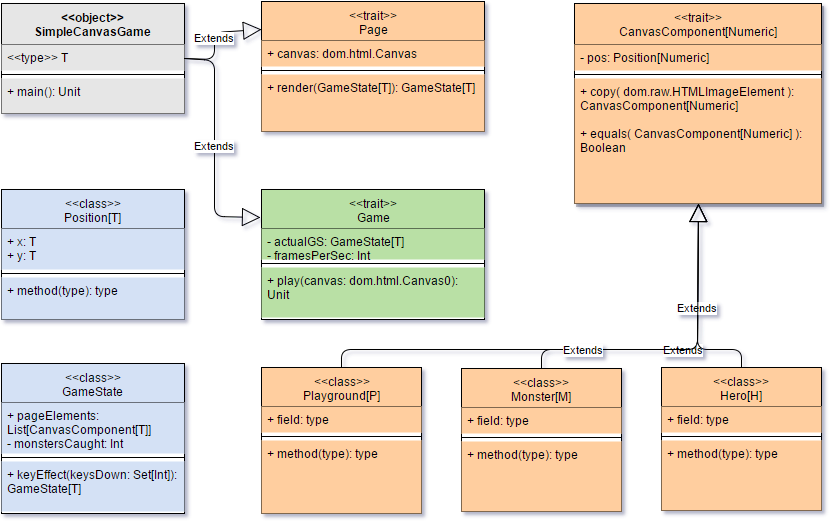 <<object>>
SimpleCanvasGame
<<type>> T
+ main(): Unit
Extends
<<trait>>
Page
+ canvas: dom.html.Canvas
+ render(GameState[T]): GameState[T]
<<trait>>
CanvasComponent[Numeric]
- pos: Position[Numeric]
+ copy( dom.raw.HTMLImageElement ):
CanvasComponent[Numeric]
+ equals( CanvasComponent[Numeric] ):
Boolean
Extends
<<class>>
Position[T]
+ x: T
+ y: T
+ method(type): type
<<trait>>
Game
- actualGS: GameState[T]
- framesPerSec: Int
+ play(canvas: dom.html.Canvas0):
Unit
Extends
Extends
Extends
<<class>>
GameState
+ pageElements:
List[CanvasComponent[T]]
- monstersCaught: Int
+ keyEffect(keysDown: Set[Int]):
GameState[T]
<<class>>
Playground[P]
+ field: type
+ method(type): type
<<class>>
Monster[M]
+ field: type
+ method(type): type
<<class>>
Hero[H]
+ field: type
+ method(type): type